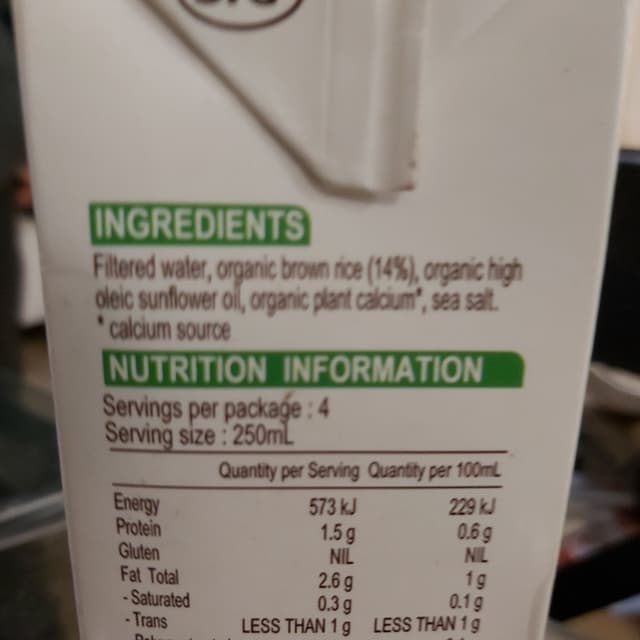 INGREDIENTS
Filtered water, organic brown rice (14%), organic high
oleic sunflower oil, organic plant calcium*, sea salt.
* calcium source
NUTRITION INFORMATION
Servings per package : 4
Serving size : 250mL
Quantity per Serving Quantity per 100mL
Energy 573 kJ 229 kJ
Protein 1.5 g 0.6 g
Gluten NIL NIL
Fat Total 2.6 g 1 g
- Saturated 0.3 g 0.1 g
- Trans LESS THAN 1 g LESS THAN 1 g